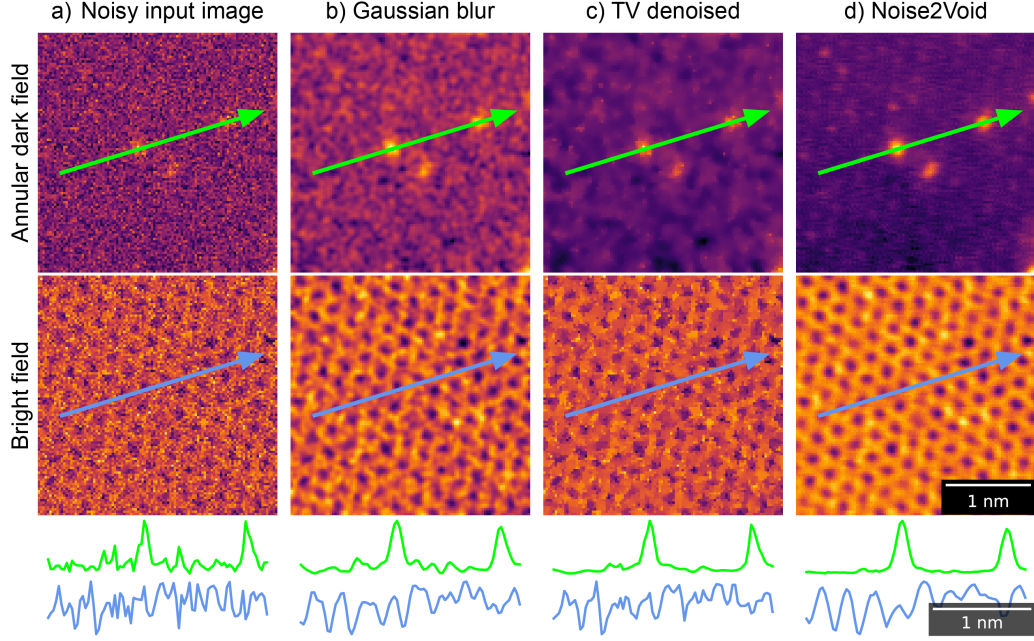 a) Noisy input image
b) Gaussian blur
c) TV denoised
d) Noise2Void
Annular dark field
Bright field
1 nm
1 nm